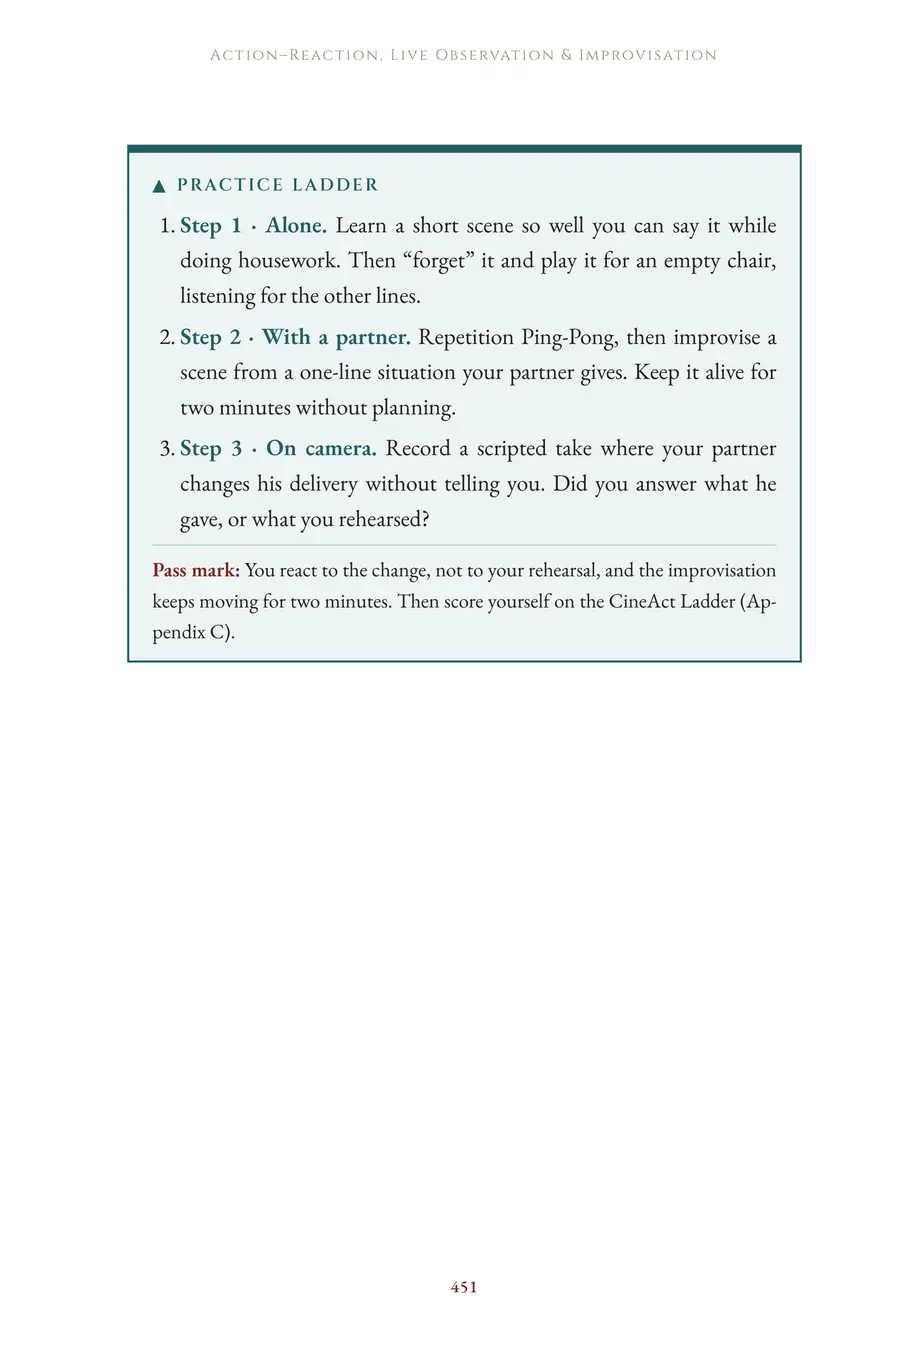 Action–Reaction, Live Observation & Improvisation
▲ PRACTICE LADDER
1. Step 1 · Alone. Learn a short scene so well you can say it while
doing housework. Then “forget” it and play it for an empty chair,
listening for the other lines.
2. Step 2 · With a partner. Repetition Ping-Pong, then improvise a
scene from a one-line situation your partner gives. Keep it alive for
two minutes without planning.
3. Step 3 · On camera. Record a scripted take where your partner
changes his delivery without telling you. Did you answer what he
gave, or what you rehearsed?
Pass mark: You react to the change, not to your rehearsal, and the improvisation
keeps moving for two minutes. Then score yourself on the CineAct Ladder (Ap-
pendix C).
451